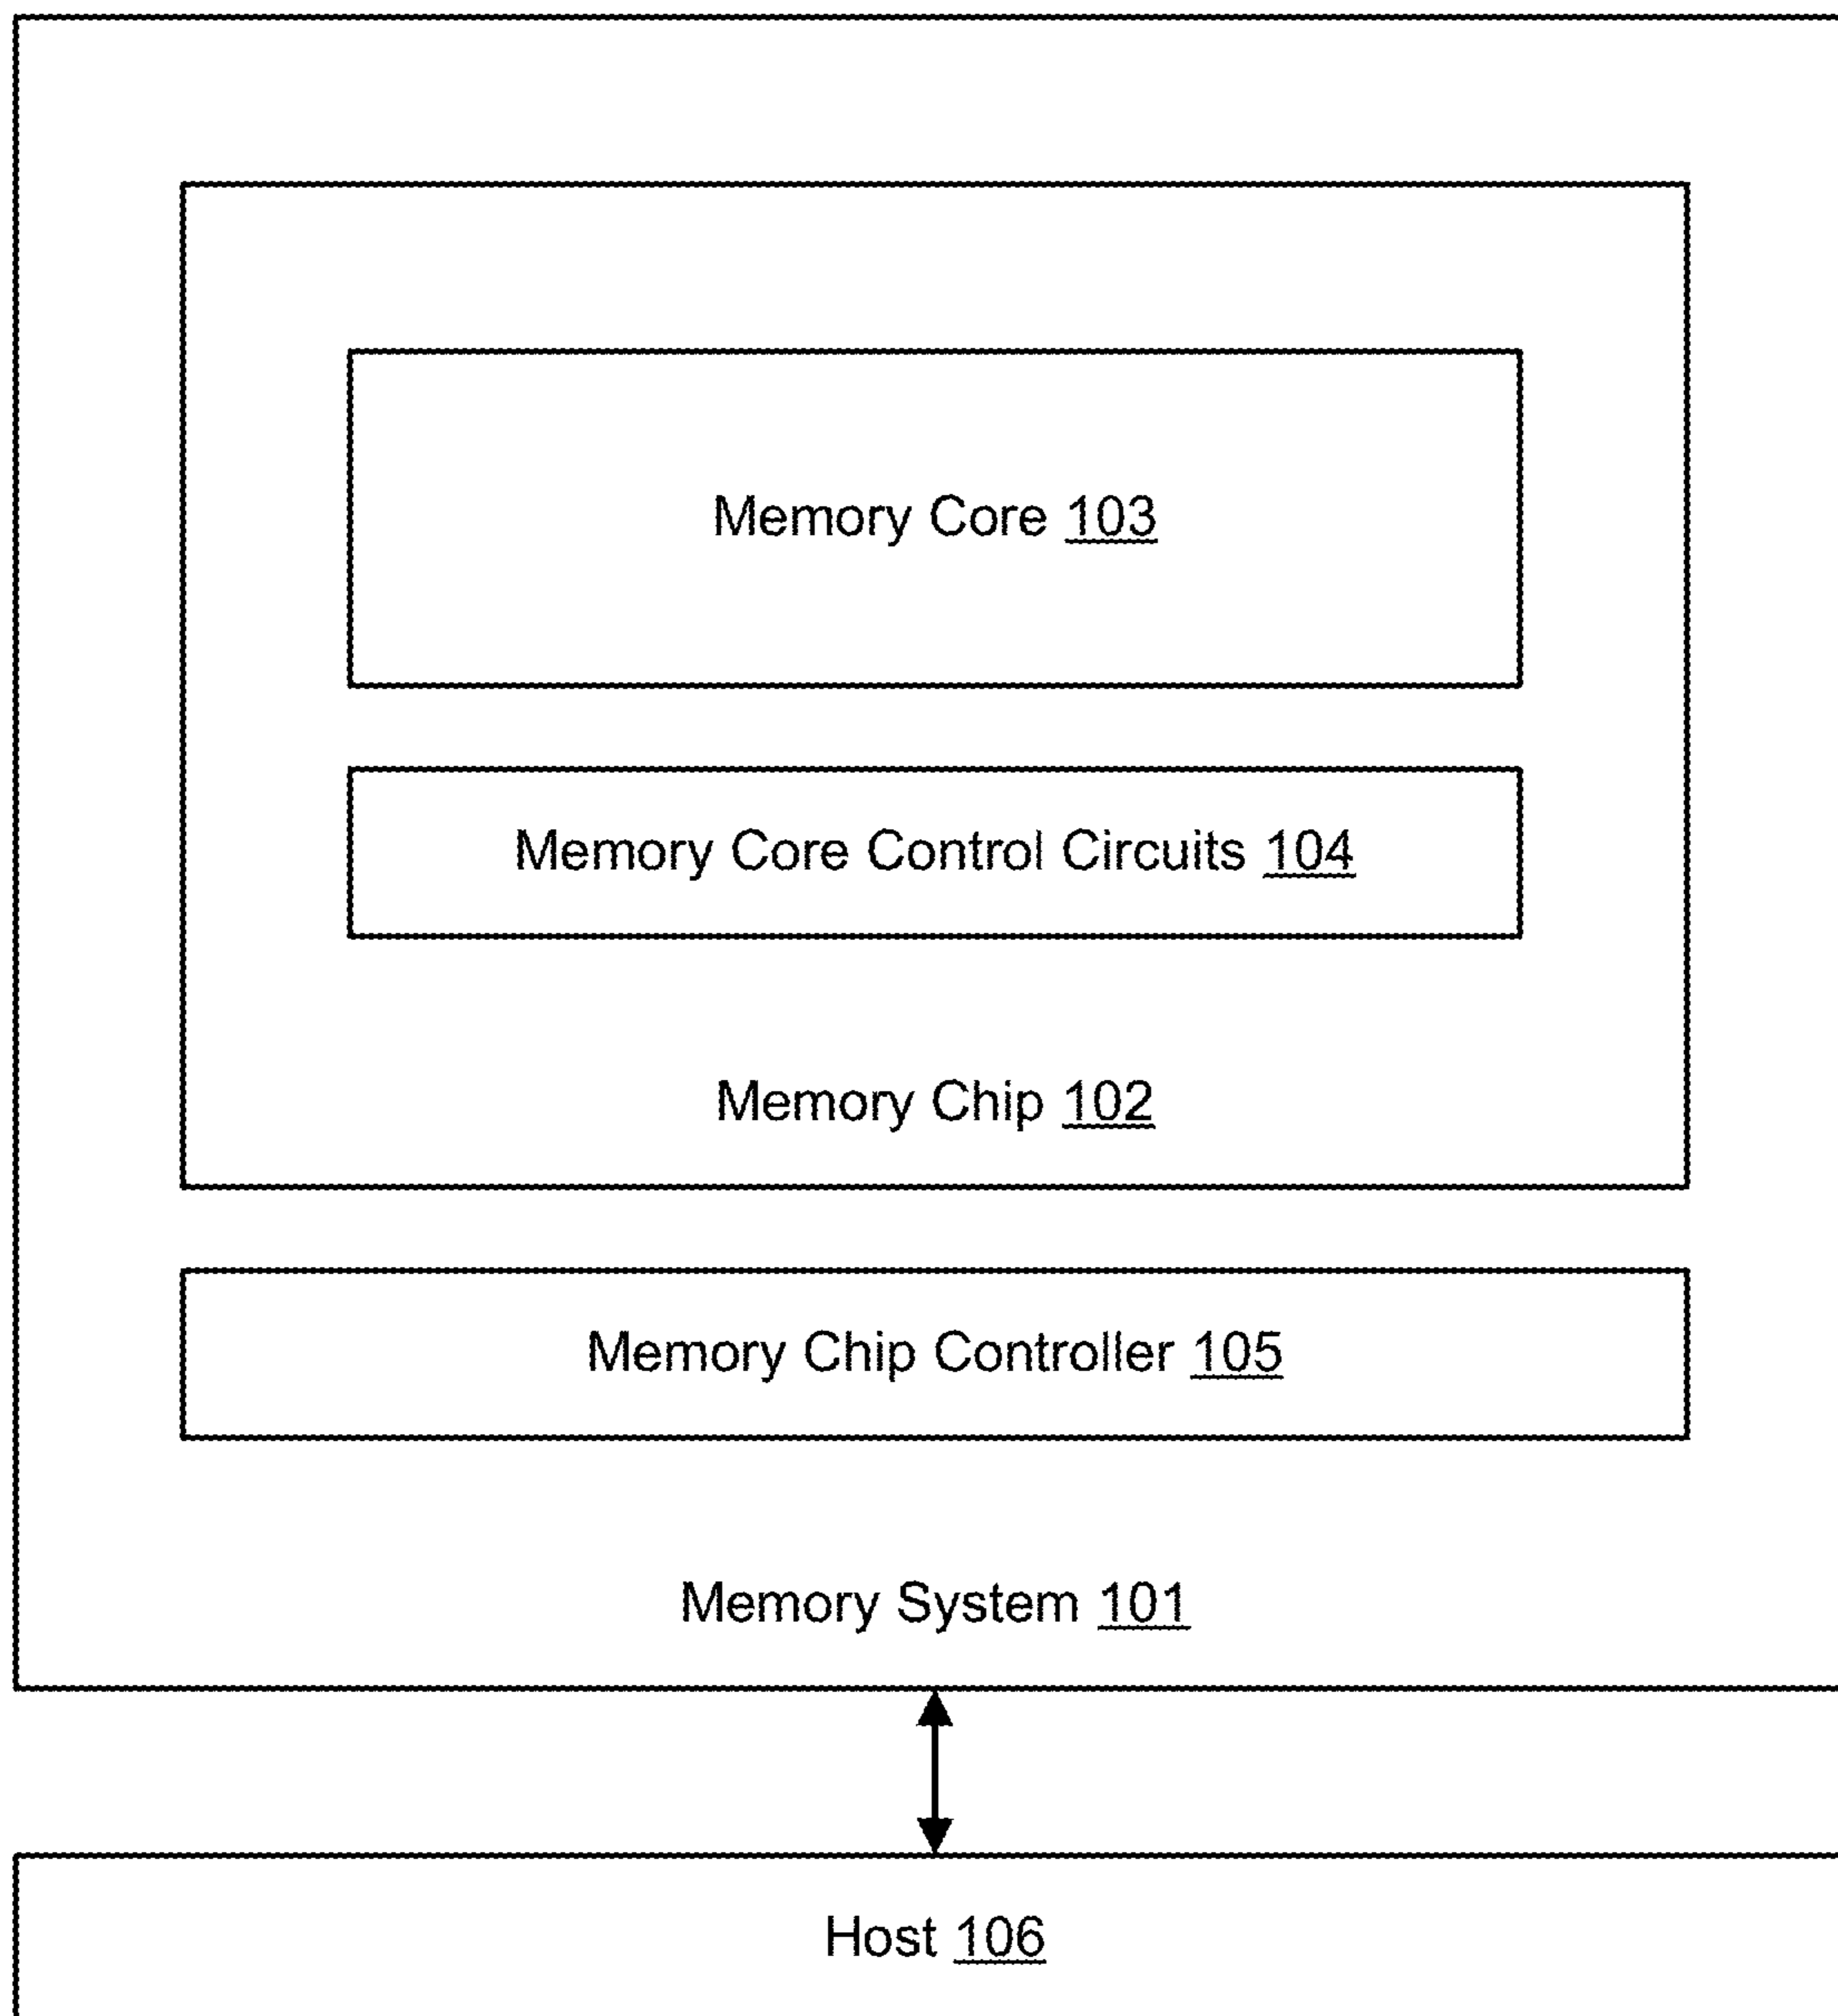 Memory Core 103
Memory Core Control Circuits 104
Memory Chip 102
Memory Chip Controller 105
Memory System 101
Host 106